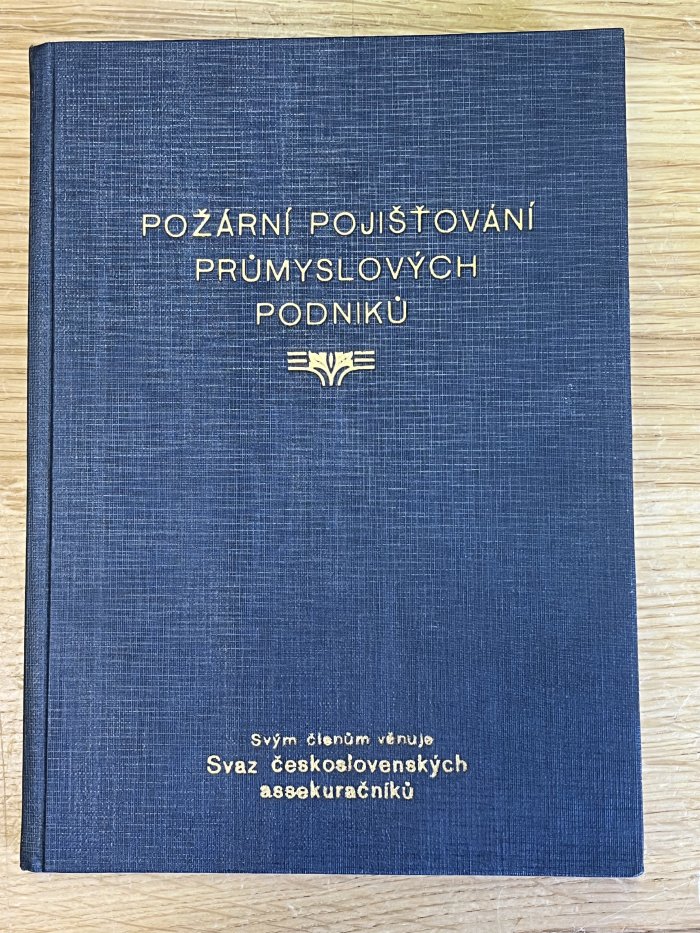 POŽÁRNÍ POJIŠŤOVÁNÍ
PRŮMYSLOVÝCH
PODNIKŮ
Svým členům věnuje
Svaz československých
assekuračníků